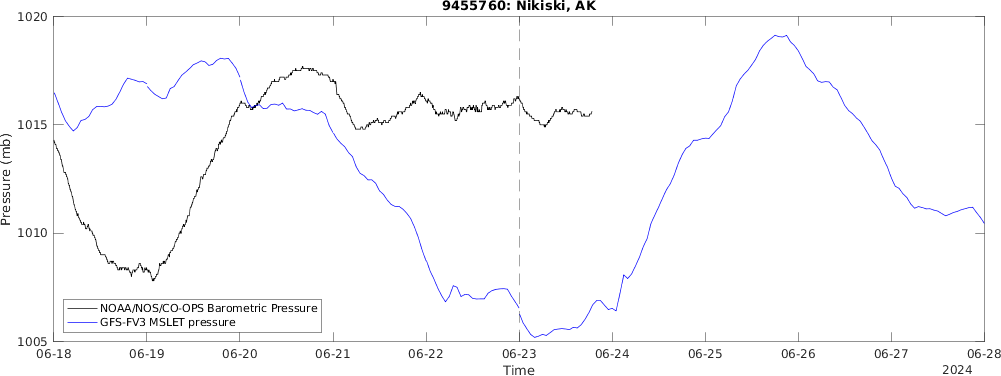 9455760: Nikiski, AK
1020
1015
1010
1005
Pressure (mb)
NOAA/NOS/CO-OPS Barometric Pressure
GFS-FV3 MSLET pressure
06-18 06-19 06-20 06-21 06-22 06-23 06-24 06-25 06-26 06-27 06-28
Time
2024